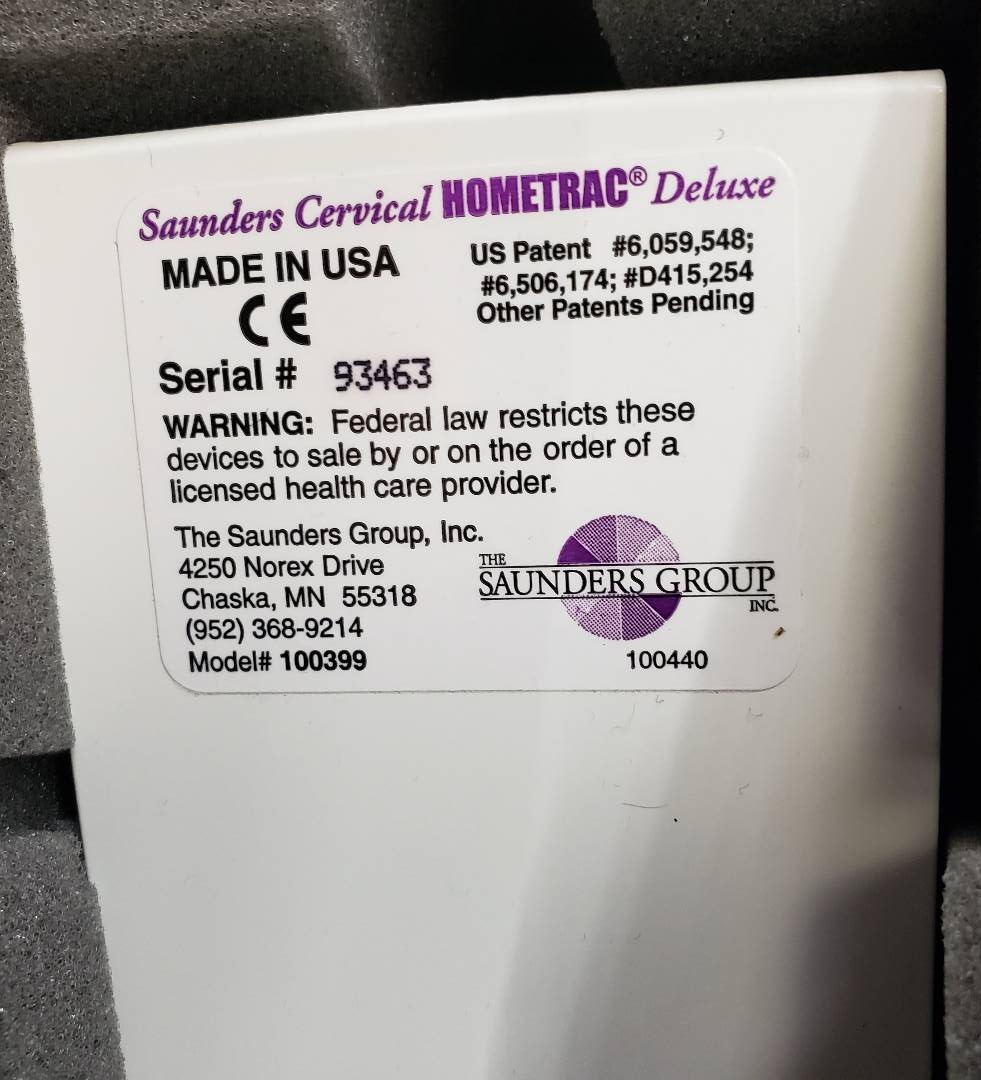 Saunders Cervical HOMETRAC® Deluxe
MADE IN USA
CE
US Patent #6,059,548;
#6,506,174; #D415,254
Other Patents Pending
Serial # 93463
WARNING: Federal law restricts these
devices to sale by or on the order of a
licensed health care provider.
The Saunders Group, Inc.
4250 Norex Drive
Chaska, MN 55318
(952) 368-9214
Model# 100399
THE
SAUNDERS GROUP
INC.
100440